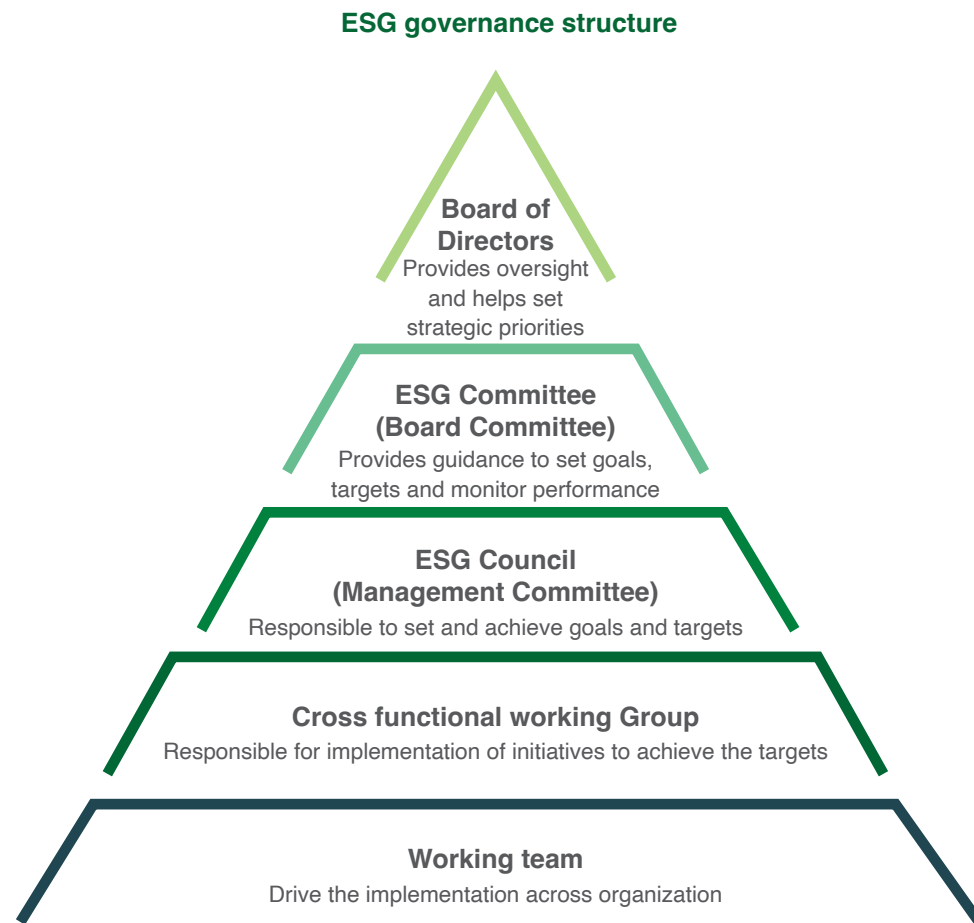 ESG governance structure
Board of
Directors
Provides oversight
and helps set
strategic priorities
ESG Committee
(Board Committee)
Provides guidance to set goals,
targets and monitor performance
ESG Council
(Management Committee)
Responsible to set and achieve goals and targets
Cross functional working Group
Responsible for implementation of initiatives to achieve the targets
Working team
Drive the implementation across organization